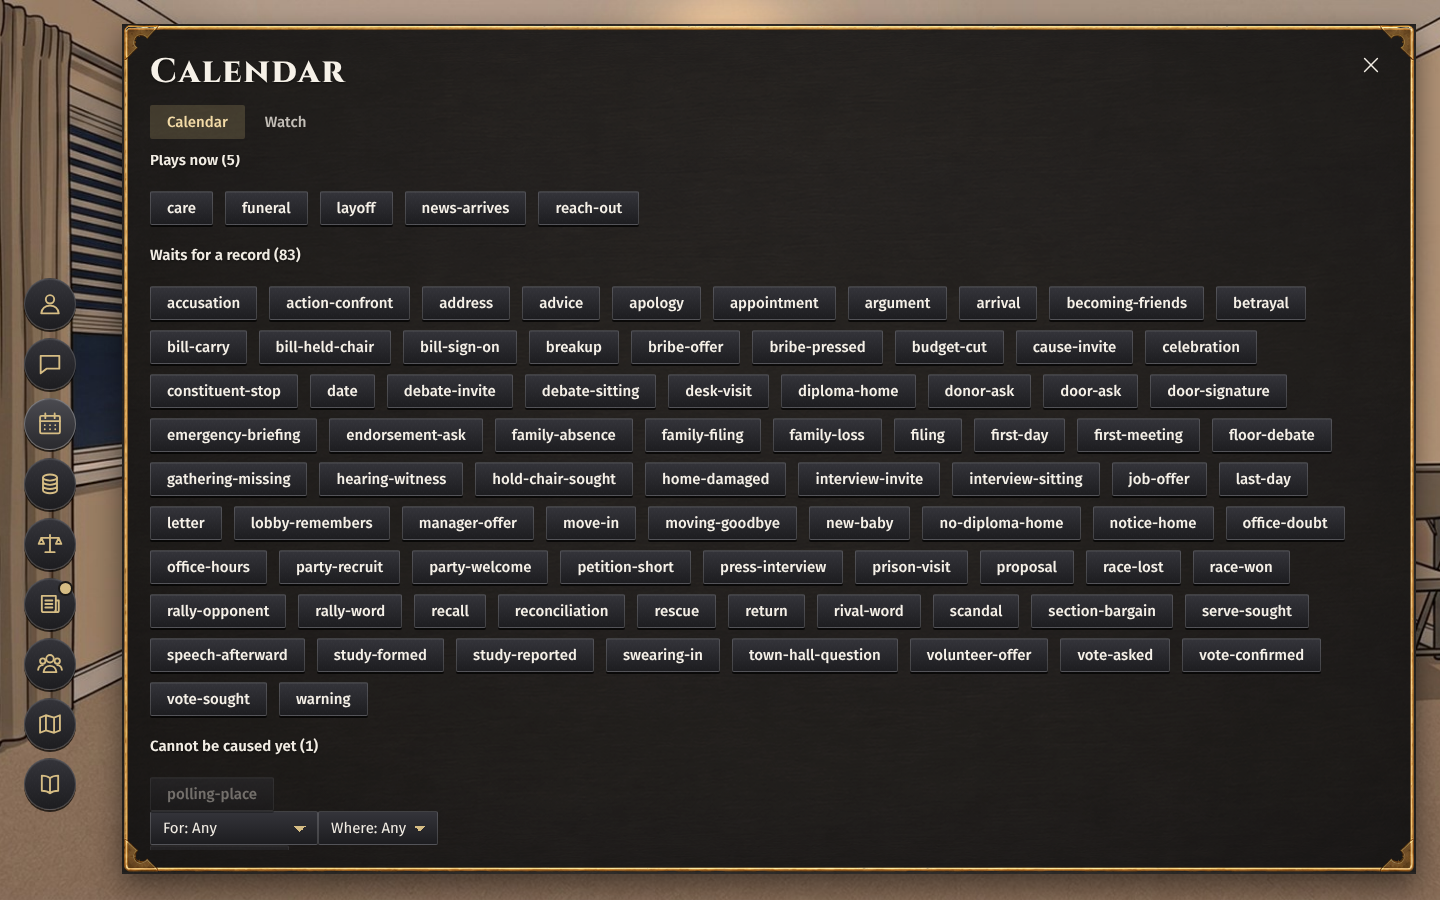 CALENDAR
Calendar Watch
Plays now (5)
care funeral layoff news-arrives reach-out
Waits for a record (83)
accusation action-confront address advice apology appointment argument arrival becoming-friends betrayal
bill-carry bill-held-chair bill-sign-on breakup bribe-offer bribe-pressed budget-cut cause-invite celebration
constituent-stop date debate-invite debate-sitting desk-visit diploma-home donor-ask door-ask door-signature
emergency-briefing endorsement-ask family-absence family-filing family-loss filing first-day first-meeting floor-debate
gathering-missing hearing-witness hold-chair-sought home-damaged interview-invite interview-sitting job-offer last-day
letter lobby-remembers manager-offer move-in moving-goodbye new-baby no-diploma-home notice-home office-doubt
office-hours party-recruit party-welcome petition-short press-interview prison-visit proposal race-lost race-won
rally-opponent rally-word recall reconciliation rescue return rival-word scandal section-bargain serve-sought
speech-afterward study-formed study-reported swearing-in town-hall-question volunteer-offer vote-asked vote-confirmed
vote-sought warning
Cannot be caused yet (1)
polling-place
For: Any Where: Any